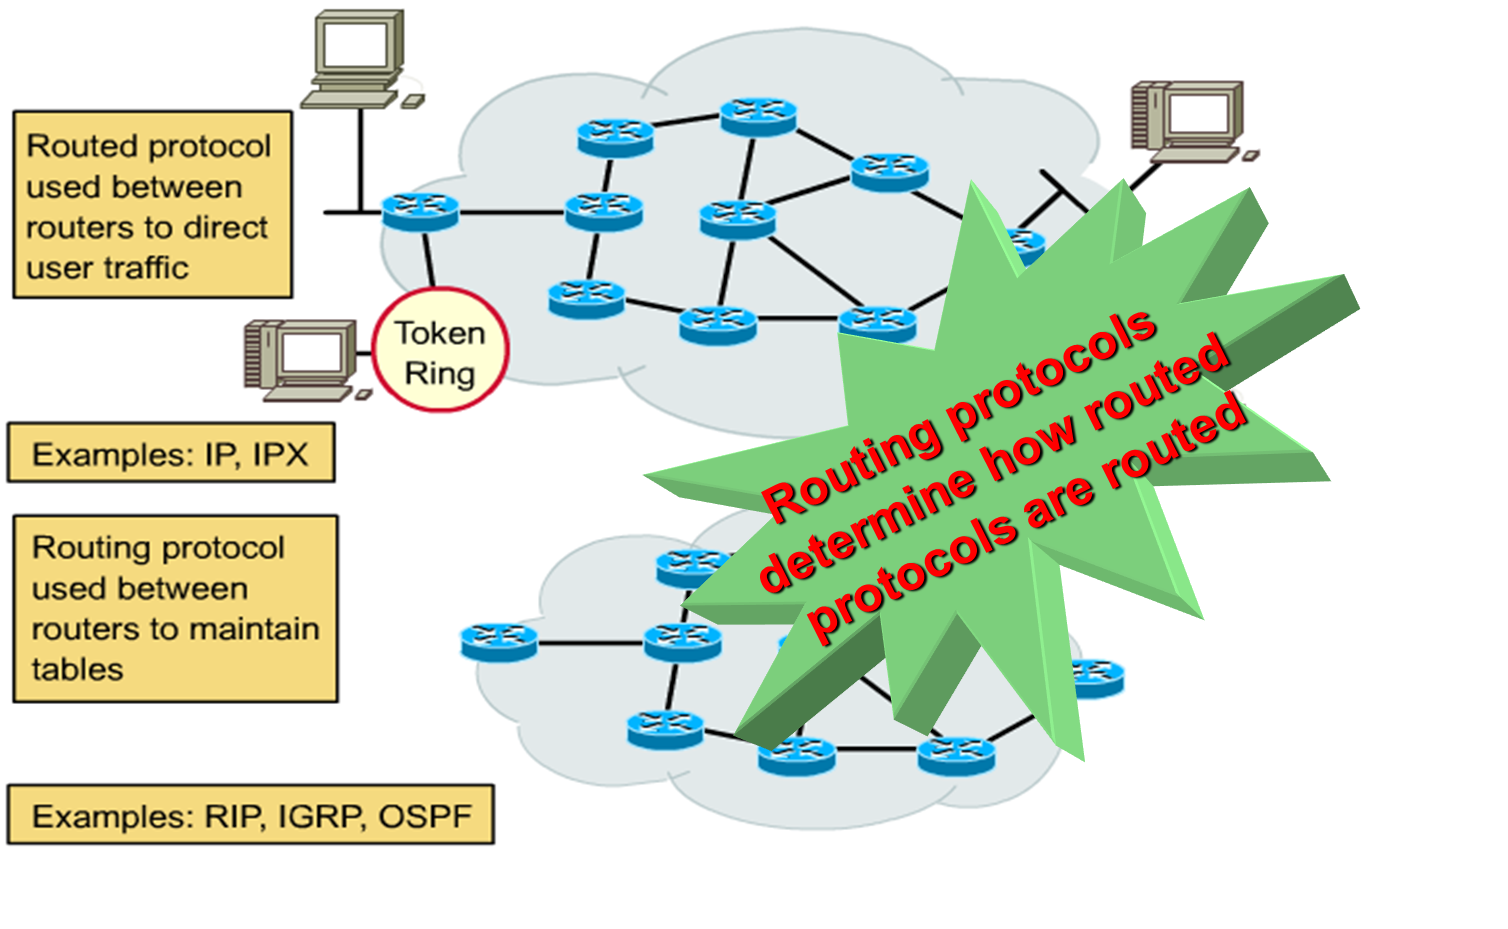 Routed protocol
used between
routers to direct
user traffic
Token
Ring
Examples: IP, IPX
Routing protocol
used between
routers to maintain
tables
Examples: RIP, IGRP, OSPF
Routing protocols
determine how routed
protocols are routed